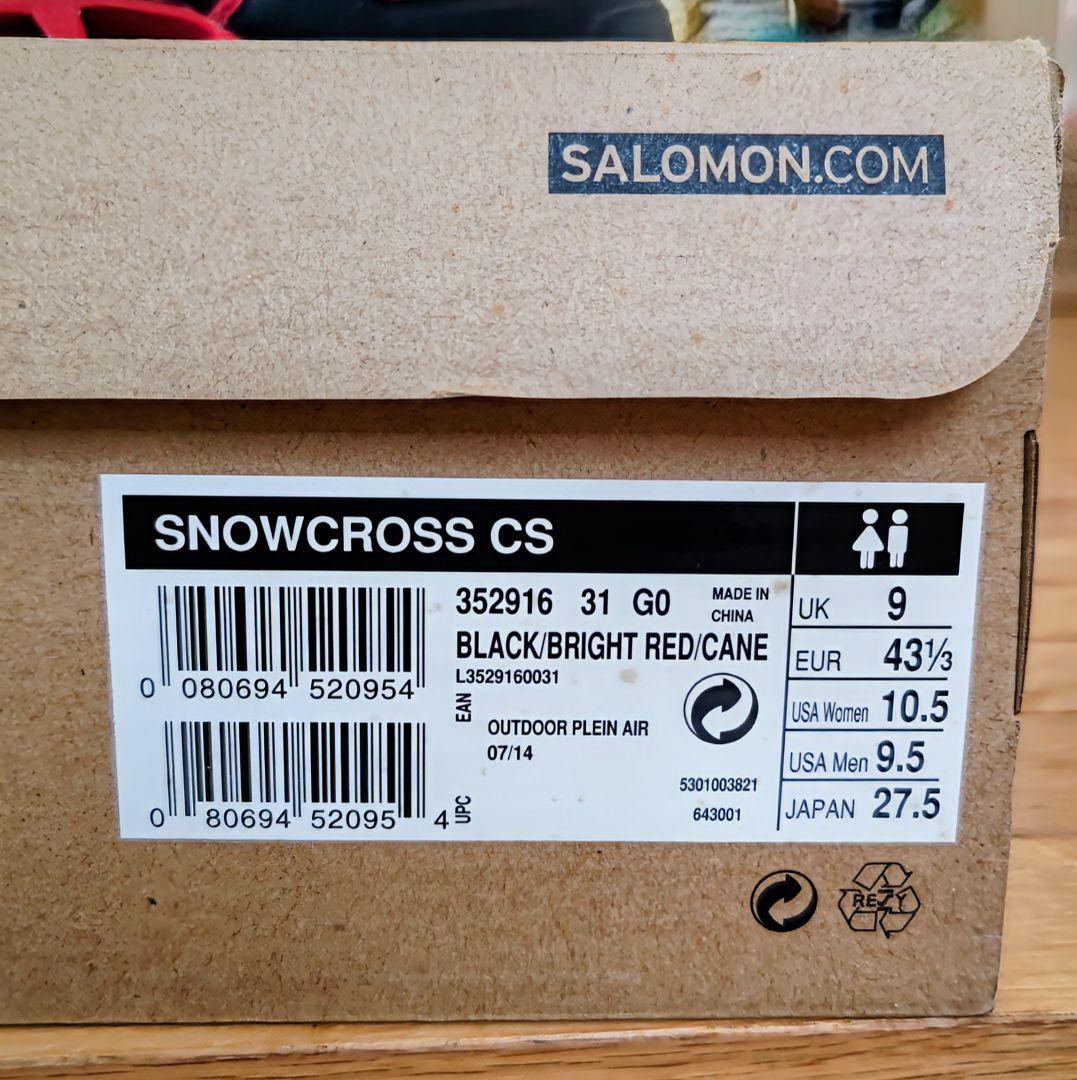 SALOMON.COM
SNOWCROSS CS
352916 31 G0
MADE IN
CHINA
BLACK/BRIGHT RED/CANE
L3529160031
EAN
0 080694 520954
OUTDOOR PLEIN AIR
07/14
UPC
0 80694 52095 4
5301003821
643001
UK 9
EUR 43⅓
USA Women 10.5
USA Men 9.5
JAPAN 27.5
RESY